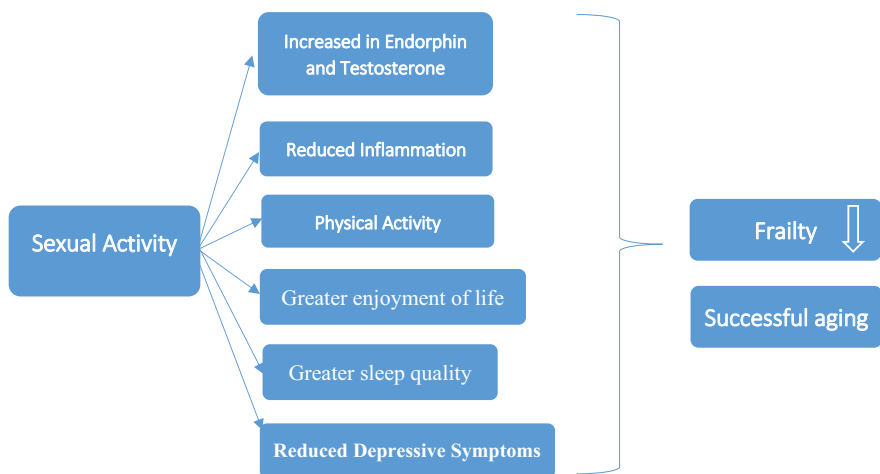 Increased in Endorphin
and Testosterone
Reduced Inflammation
Physical Activity
Sexual Activity
Greater enjoyment of life
Greater sleep quality
Reduced Depressive Symptoms
Frailty
Successful aging